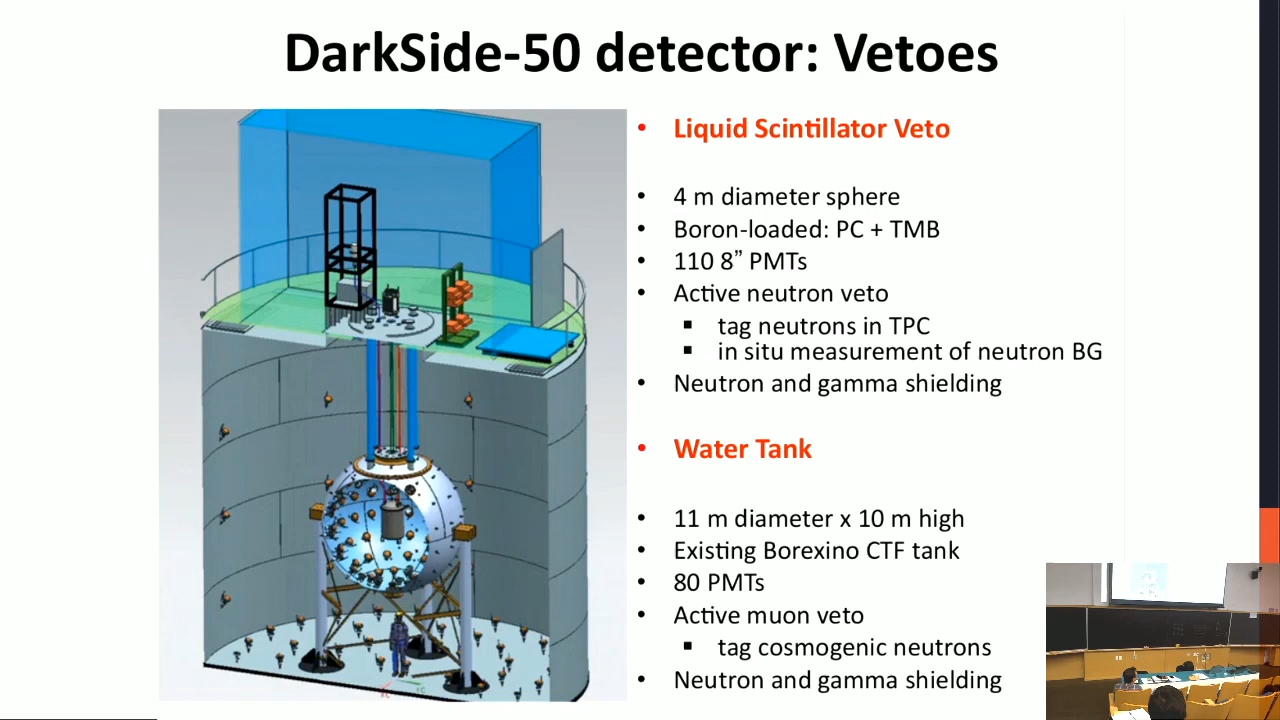 DarkSide-50 detector: Vetoes
• Liquid Scintillator Veto
• 4 m diameter sphere
• Boron-loaded: PC + TMB
• 110 8” PMTs
• Active neutron veto
▪ tag neutrons in TPC
▪ in situ measurement of neutron BG
• Neutron and gamma shielding
• Water Tank
• 11 m diameter x 10 m high
• Existing Borexino CTF tank
• 80 PMTs
• Active muon veto
▪ tag cosmogenic neutrons
• Neutron and gamma shielding